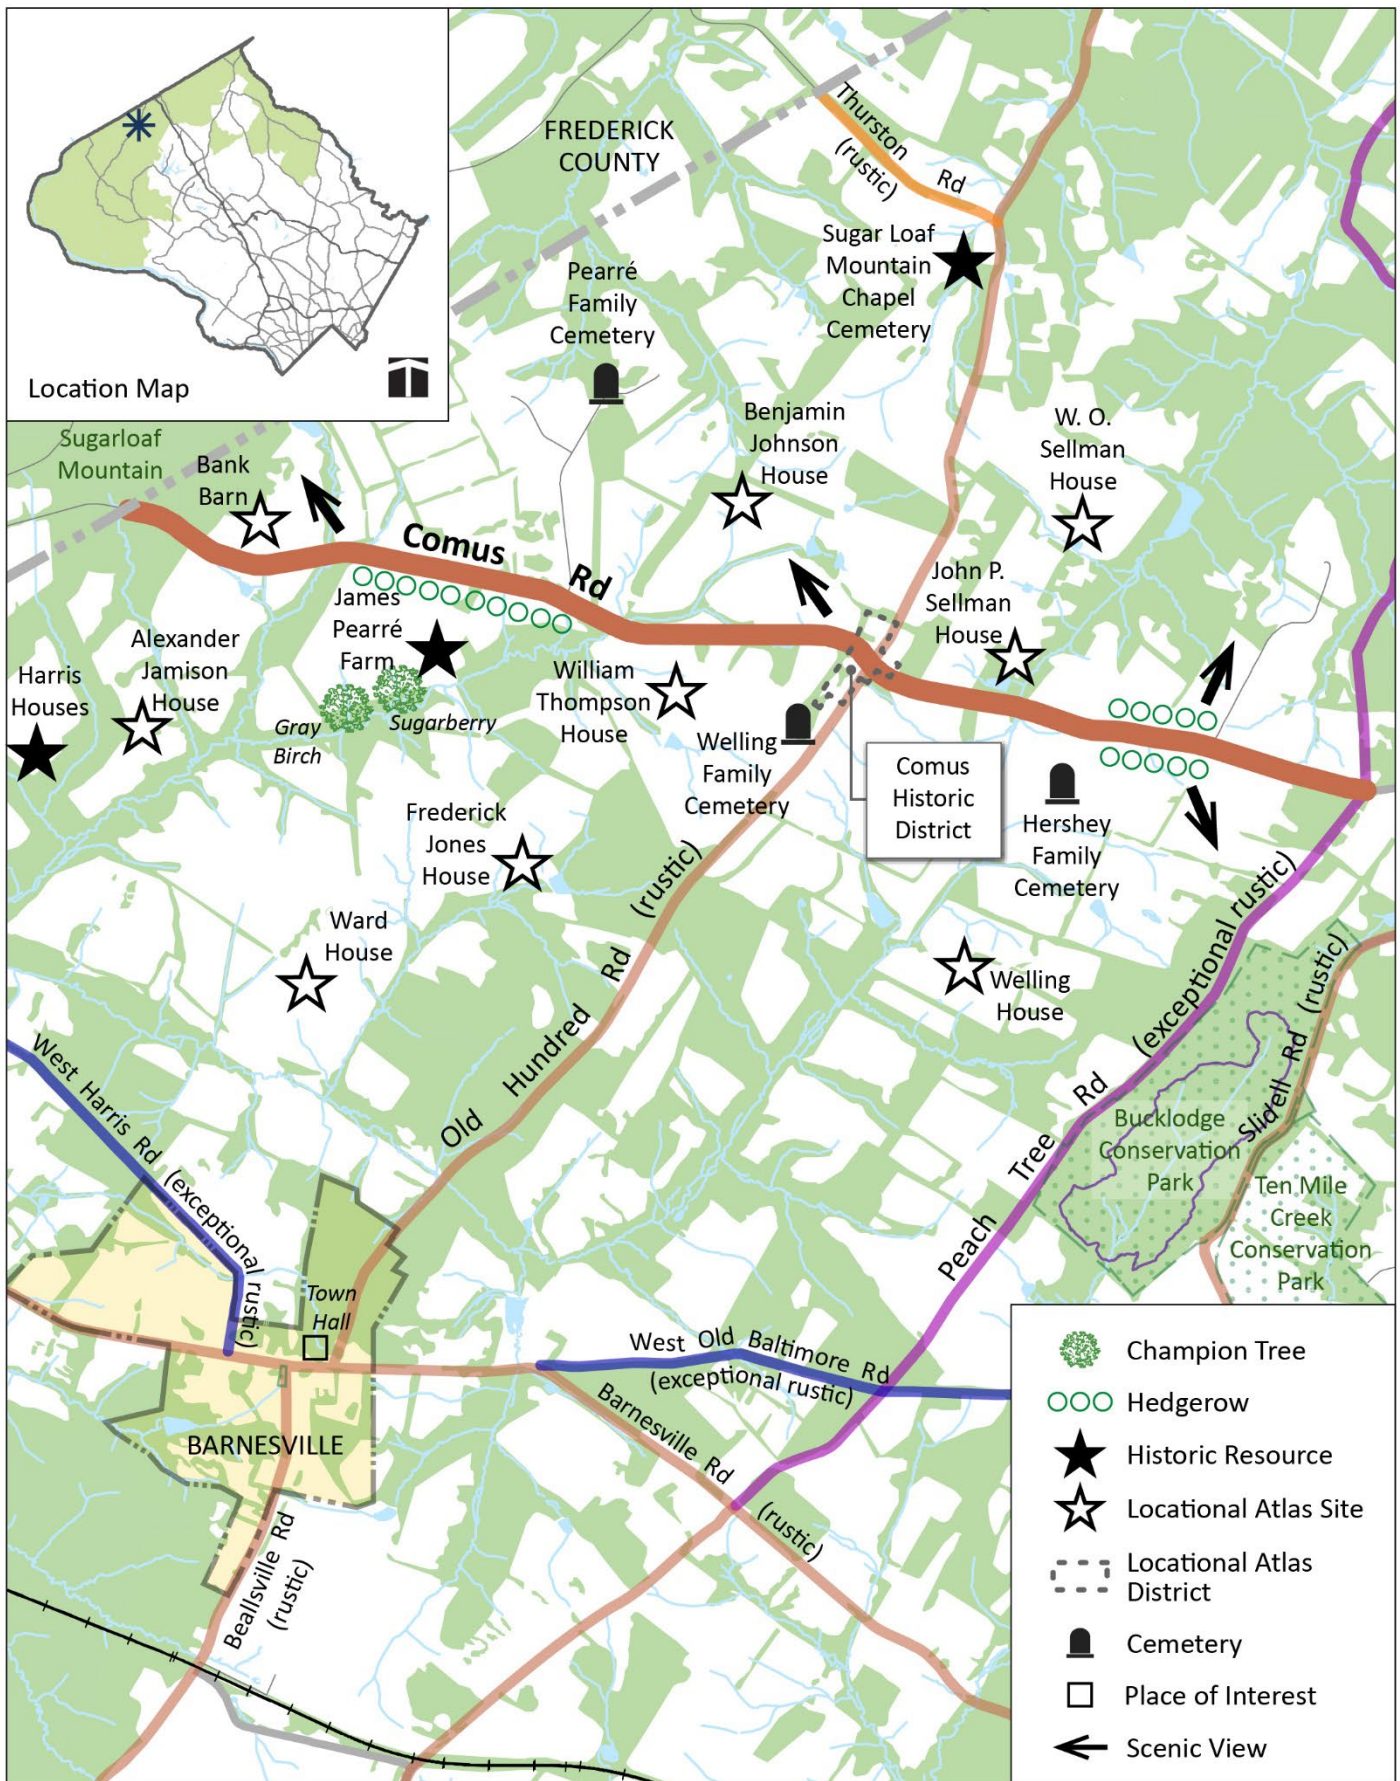 Location Map
FREDERICK
COUNTY
Thurston Rd
(rustic)
Sugar Loaf
Mountain
Chapel
Cemetery
Pearré
Family
Cemetery
Benjamin
Johnson
House
W. O.
Sellman
House
Sugarloaf
Mountain
Bank
Barn
Comus Rd
James
Pearré
Farm
John P.
Sellman
House
Alexander
Jamison
House
Harris
Houses
Gray
Birch
Sugarberry
William
Thompson
House
Welling
Family
Cemetery
Comus
Historic
District
Hershey
Family
Cemetery
Frederick
Jones
House
Ward
House
Welling
House
Old Hundred Rd (rustic)
Peach Tree Rd (exceptional rustic)
Slidell Rd (rustic)
West Harris Rd (exceptional rustic)
Bucklodge
Conservation
Park
Ten Mile
Creek
Conservation
Park
Town
Hall
West Old Baltimore Rd
(exceptional rustic)
Barnesville Rd (rustic)
BARNESVILLE
Beallsville Rd
(rustic)
Champion Tree
Hedgerow
Historic Resource
Locational Atlas Site
Locational Atlas
District
Cemetery
Place of Interest
Scenic View